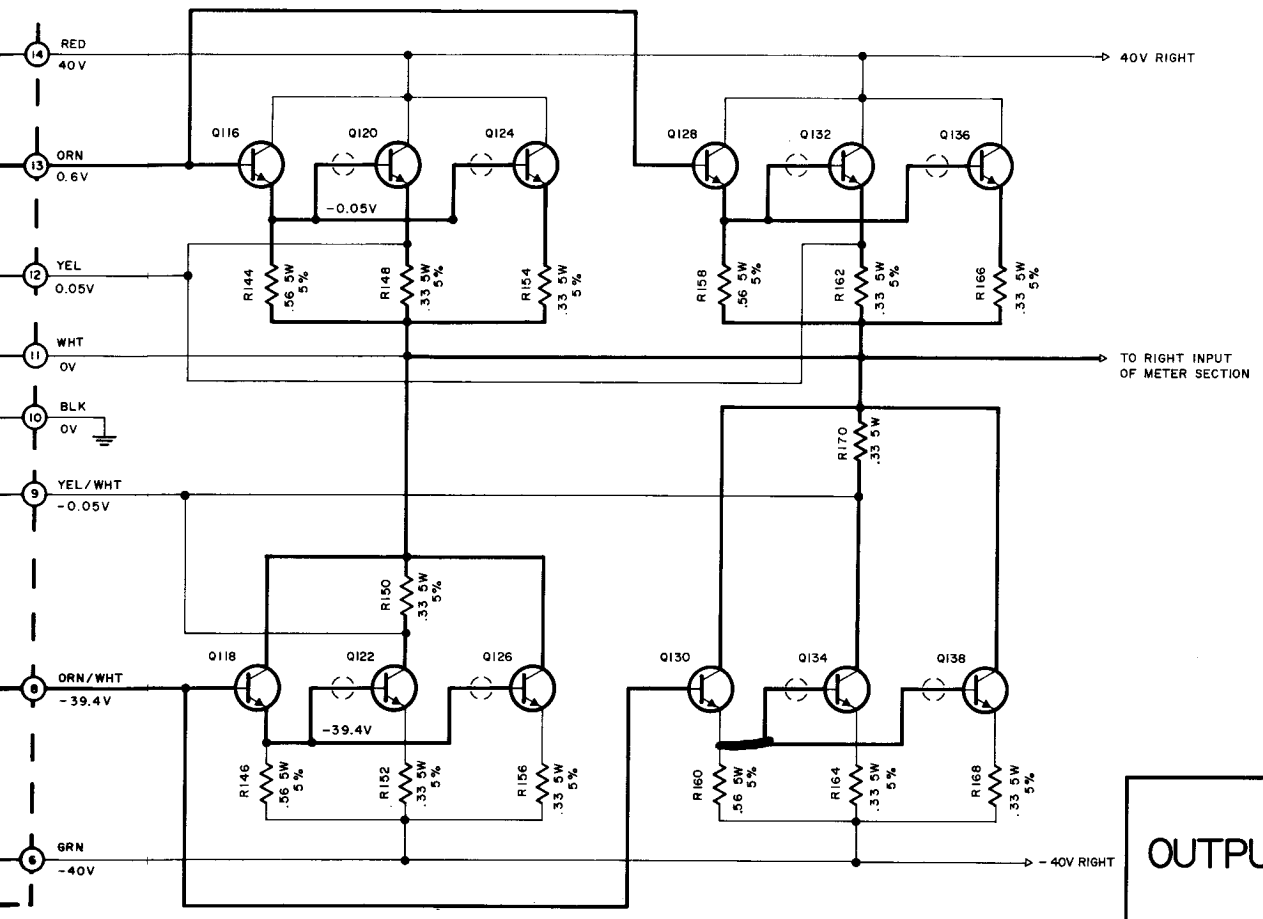 14 RED
40V
40V RIGHT
Q116
Q120
Q124
Q128
Q132
Q136
13 ORN
0.6V
-0.05V
12 YEL
0.05V
R144
.56 5W
5%
R148
.33 5W
5%
R154
.33 5W
5%
R158
.56 5W
5%
R162
.33 5W
5%
R166
.33 5W
5%
11 WHT
0V
TO RIGHT INPUT
OF METER SECTION
10 BLK
0V
R170
.33 5W
9 YEL/WHT
-0.05V
R150
.33 5W
5%
Q118
Q122
Q126
Q130
Q134
Q138
8 ORN/WHT
-39.4V
-39.4V
R146
.56 5W
5%
R152
.33 5W
5%
R156
.33 5W
5%
R160
.56 5W
5%
R164
.33 5W
5%
R168
.33 5W
5%
6 GRN
-40V
-40V RIGHT
OUTPU